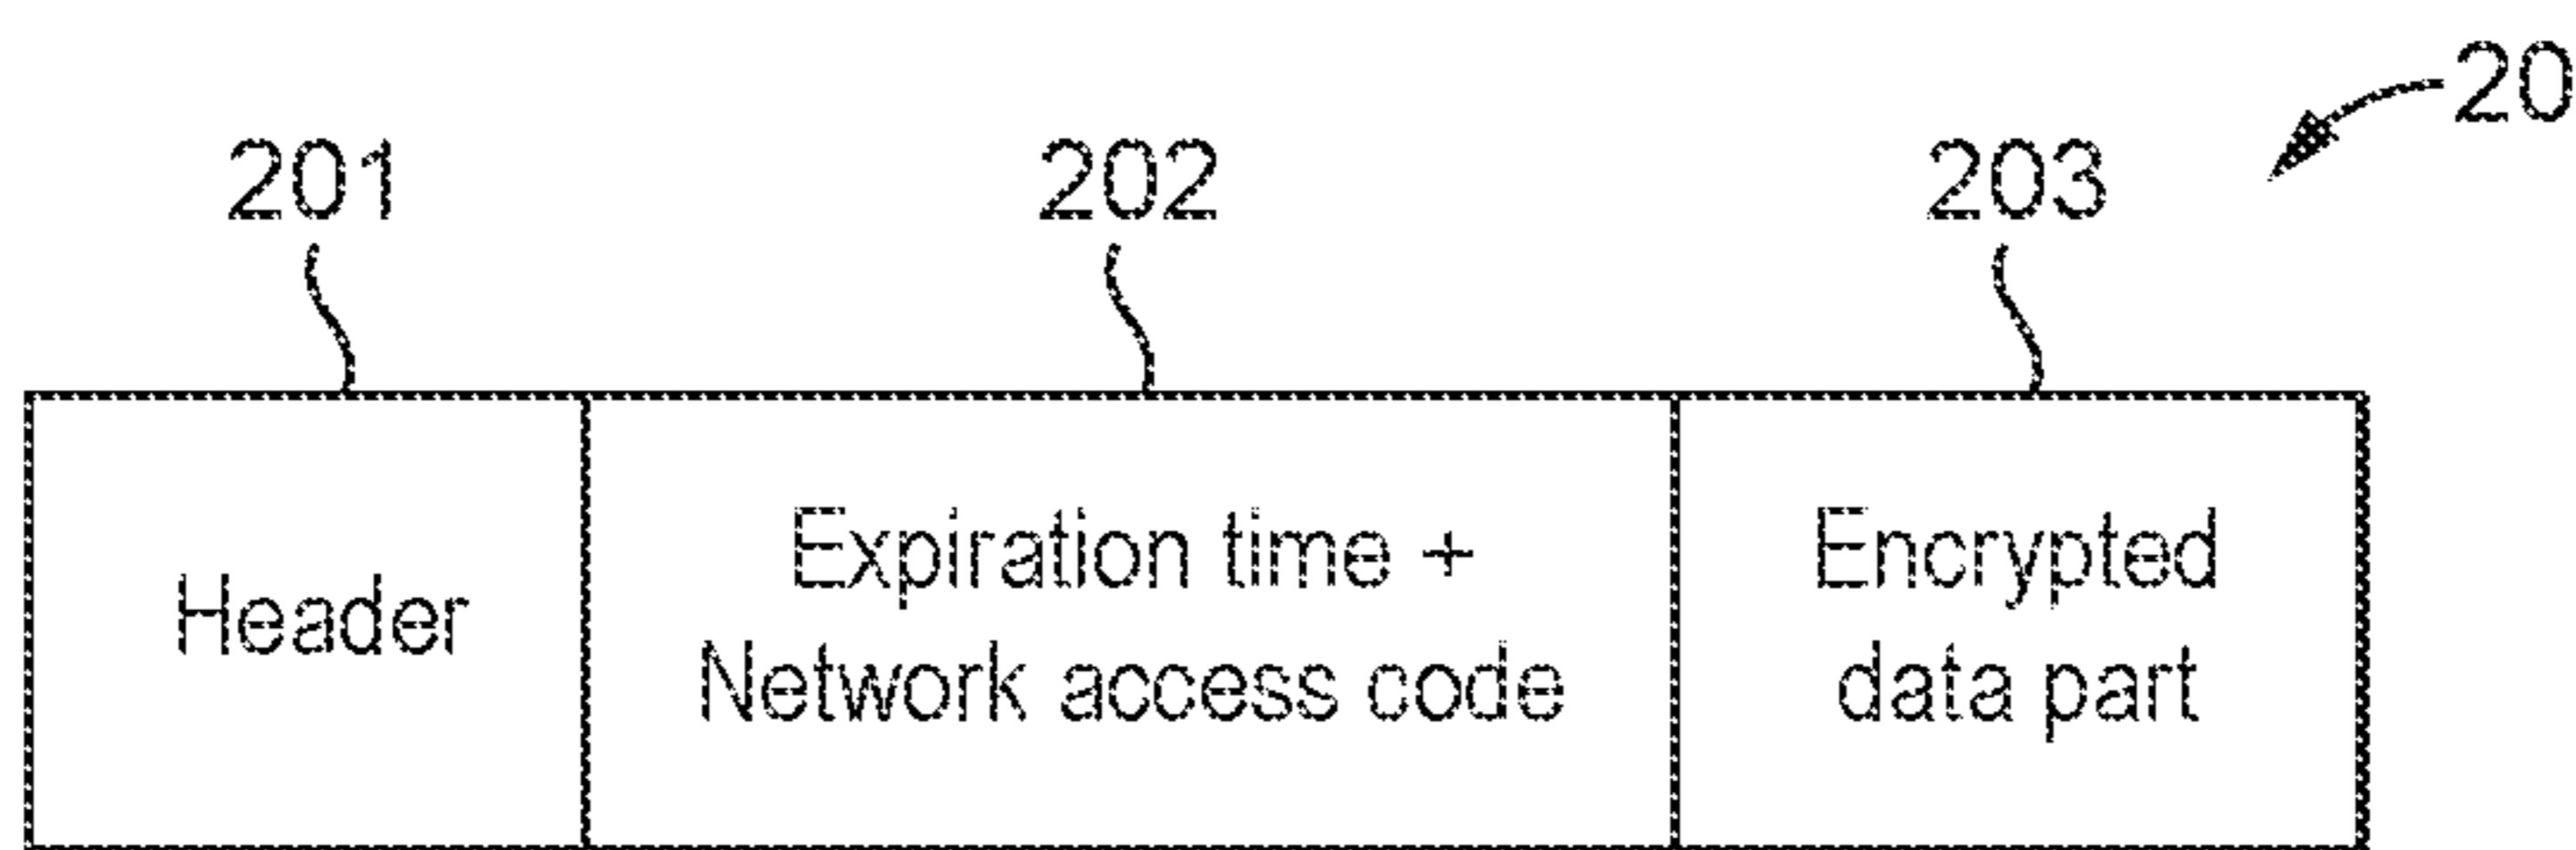 20
201 202 203
Header
Expiration time +
Network access code
Encrypted
data part